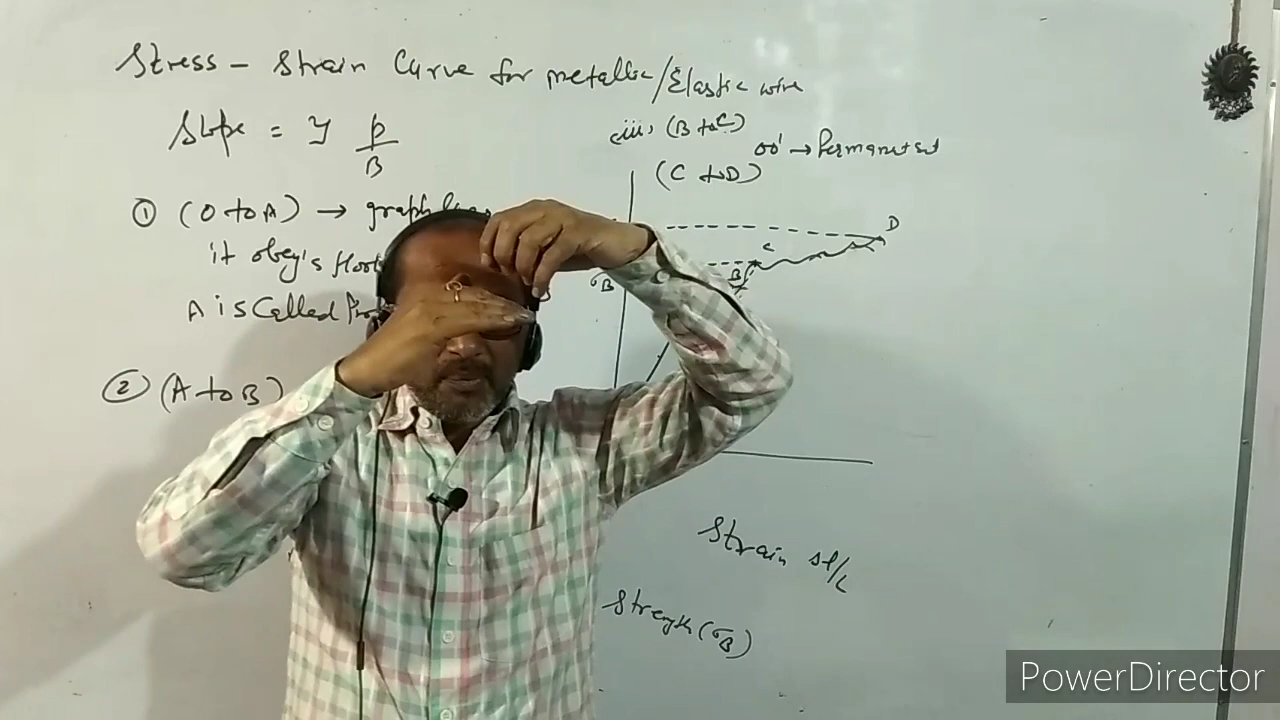 Stress - Strain Curve for metallic/Elastic wire
Slope = Y P/B
① (O to A) → graph
it obey's
A is Called
② (A to B)
(iii) (B to C)
OO' → Permanent set
(C to D)
D
C
B
σB
Strain Δl/L
Strength (σB)
PowerDirector